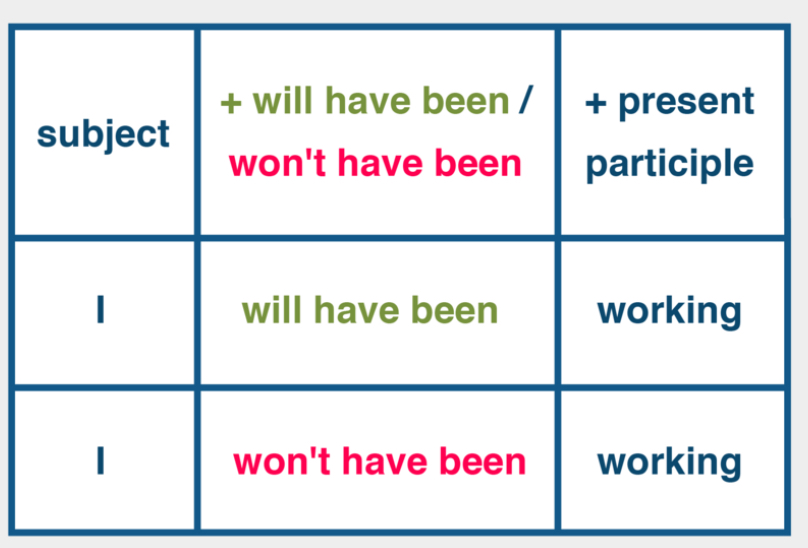 subject
+ will have been /
won't have been
+ present
participle
I
will have been
working
I
won't have been
working